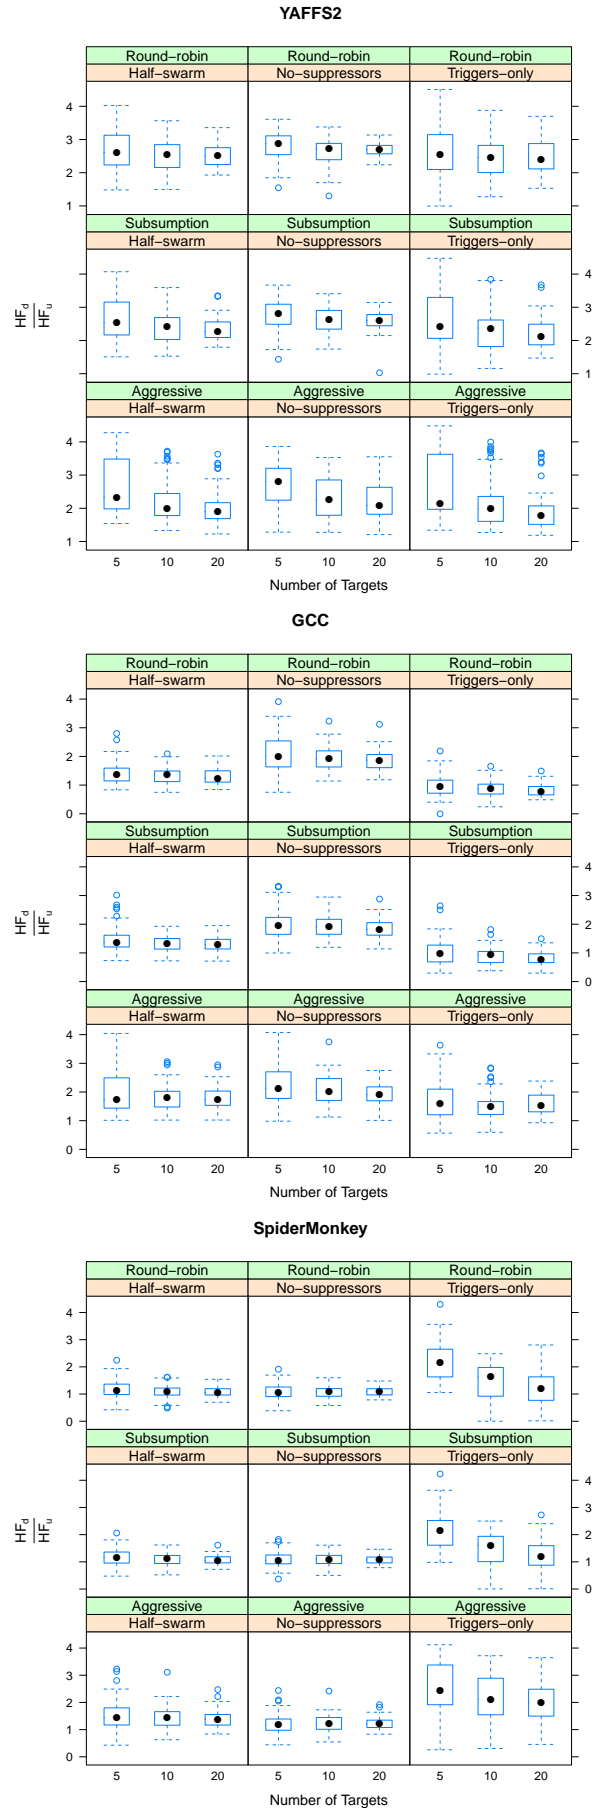 YAFFS2
Round−robin Round−robin Round−robin
Half−swarm No−suppressors Triggers−only
4
3
2
1
Subsumption Subsumption Subsumption
Half−swarm No−suppressors Triggers−only
HFd
HFu
4
3
2
1
Aggressive Aggressive Aggressive
Half−swarm No−suppressors Triggers−only
4
3
2
1
5 10 20 5 10 20 5 10 20
Number of Targets
GCC
Round−robin Round−robin Round−robin
Half−swarm No−suppressors Triggers−only
4
3
2
1
0
Subsumption Subsumption Subsumption
Half−swarm No−suppressors Triggers−only
HFd
HFu
4
3
2
1
0
Aggressive Aggressive Aggressive
Half−swarm No−suppressors Triggers−only
4
3
2
1
0
5 10 20 5 10 20 5 10 20
Number of Targets
SpiderMonkey
Round−robin Round−robin Round−robin
Half−swarm No−suppressors Triggers−only
4
3
2
1
0
Subsumption Subsumption Subsumption
Half−swarm No−suppressors Triggers−only
HFd
HFu
4
3
2
1
0
Aggressive Aggressive Aggressive
Half−swarm No−suppressors Triggers−only
4
3
2
1
0
5 10 20 5 10 20 5 10 20
Number of Targets